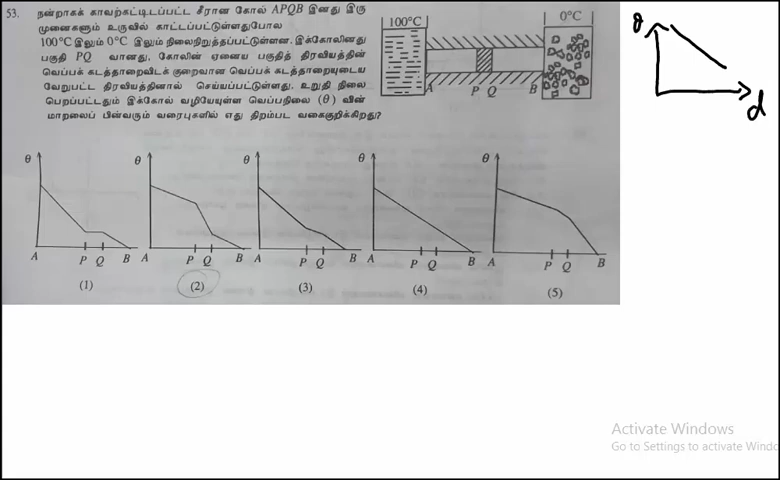 53. நன்றாகக் காவற்கட்டிடப்பட்ட சீரான கோல் APQB இனது இரு
முனைகளும் உருவில் காட்டப்பட்டுள்ளதுபோல
100°C இலும் 0°C இலும் நிலைநிறுத்தப்பட்டுள்ளன. இக்கோலினது
பகுதி PQ வானது, கோலின் ஏனைய பகுதித் திரவியத்தின்
வெப்பக் கடத்தாறைவிடக் குறைவான வெப்பக் கடத்தாறையுடைய
வேறுபட்ட திரவியத்தினால் செய்யப்பட்டுள்ளது. உறுதி நிலை
பெறப்பட்டதும் இக்கோல் வழியேயுள்ள வெப்பநிலை (θ) வின்
மாறலைப் பின்வரும் வரைபுகளில் எது திறம்பட வகைகுறிக்கிறது?
100°C 0°C
A P Q B
θ
d
θ θ θ θ θ
A P Q B A P Q B A P Q B A P Q B A P Q B
(1) (2) (3) (4) (5)
Activate Windows
Go to Settings to activate Windo